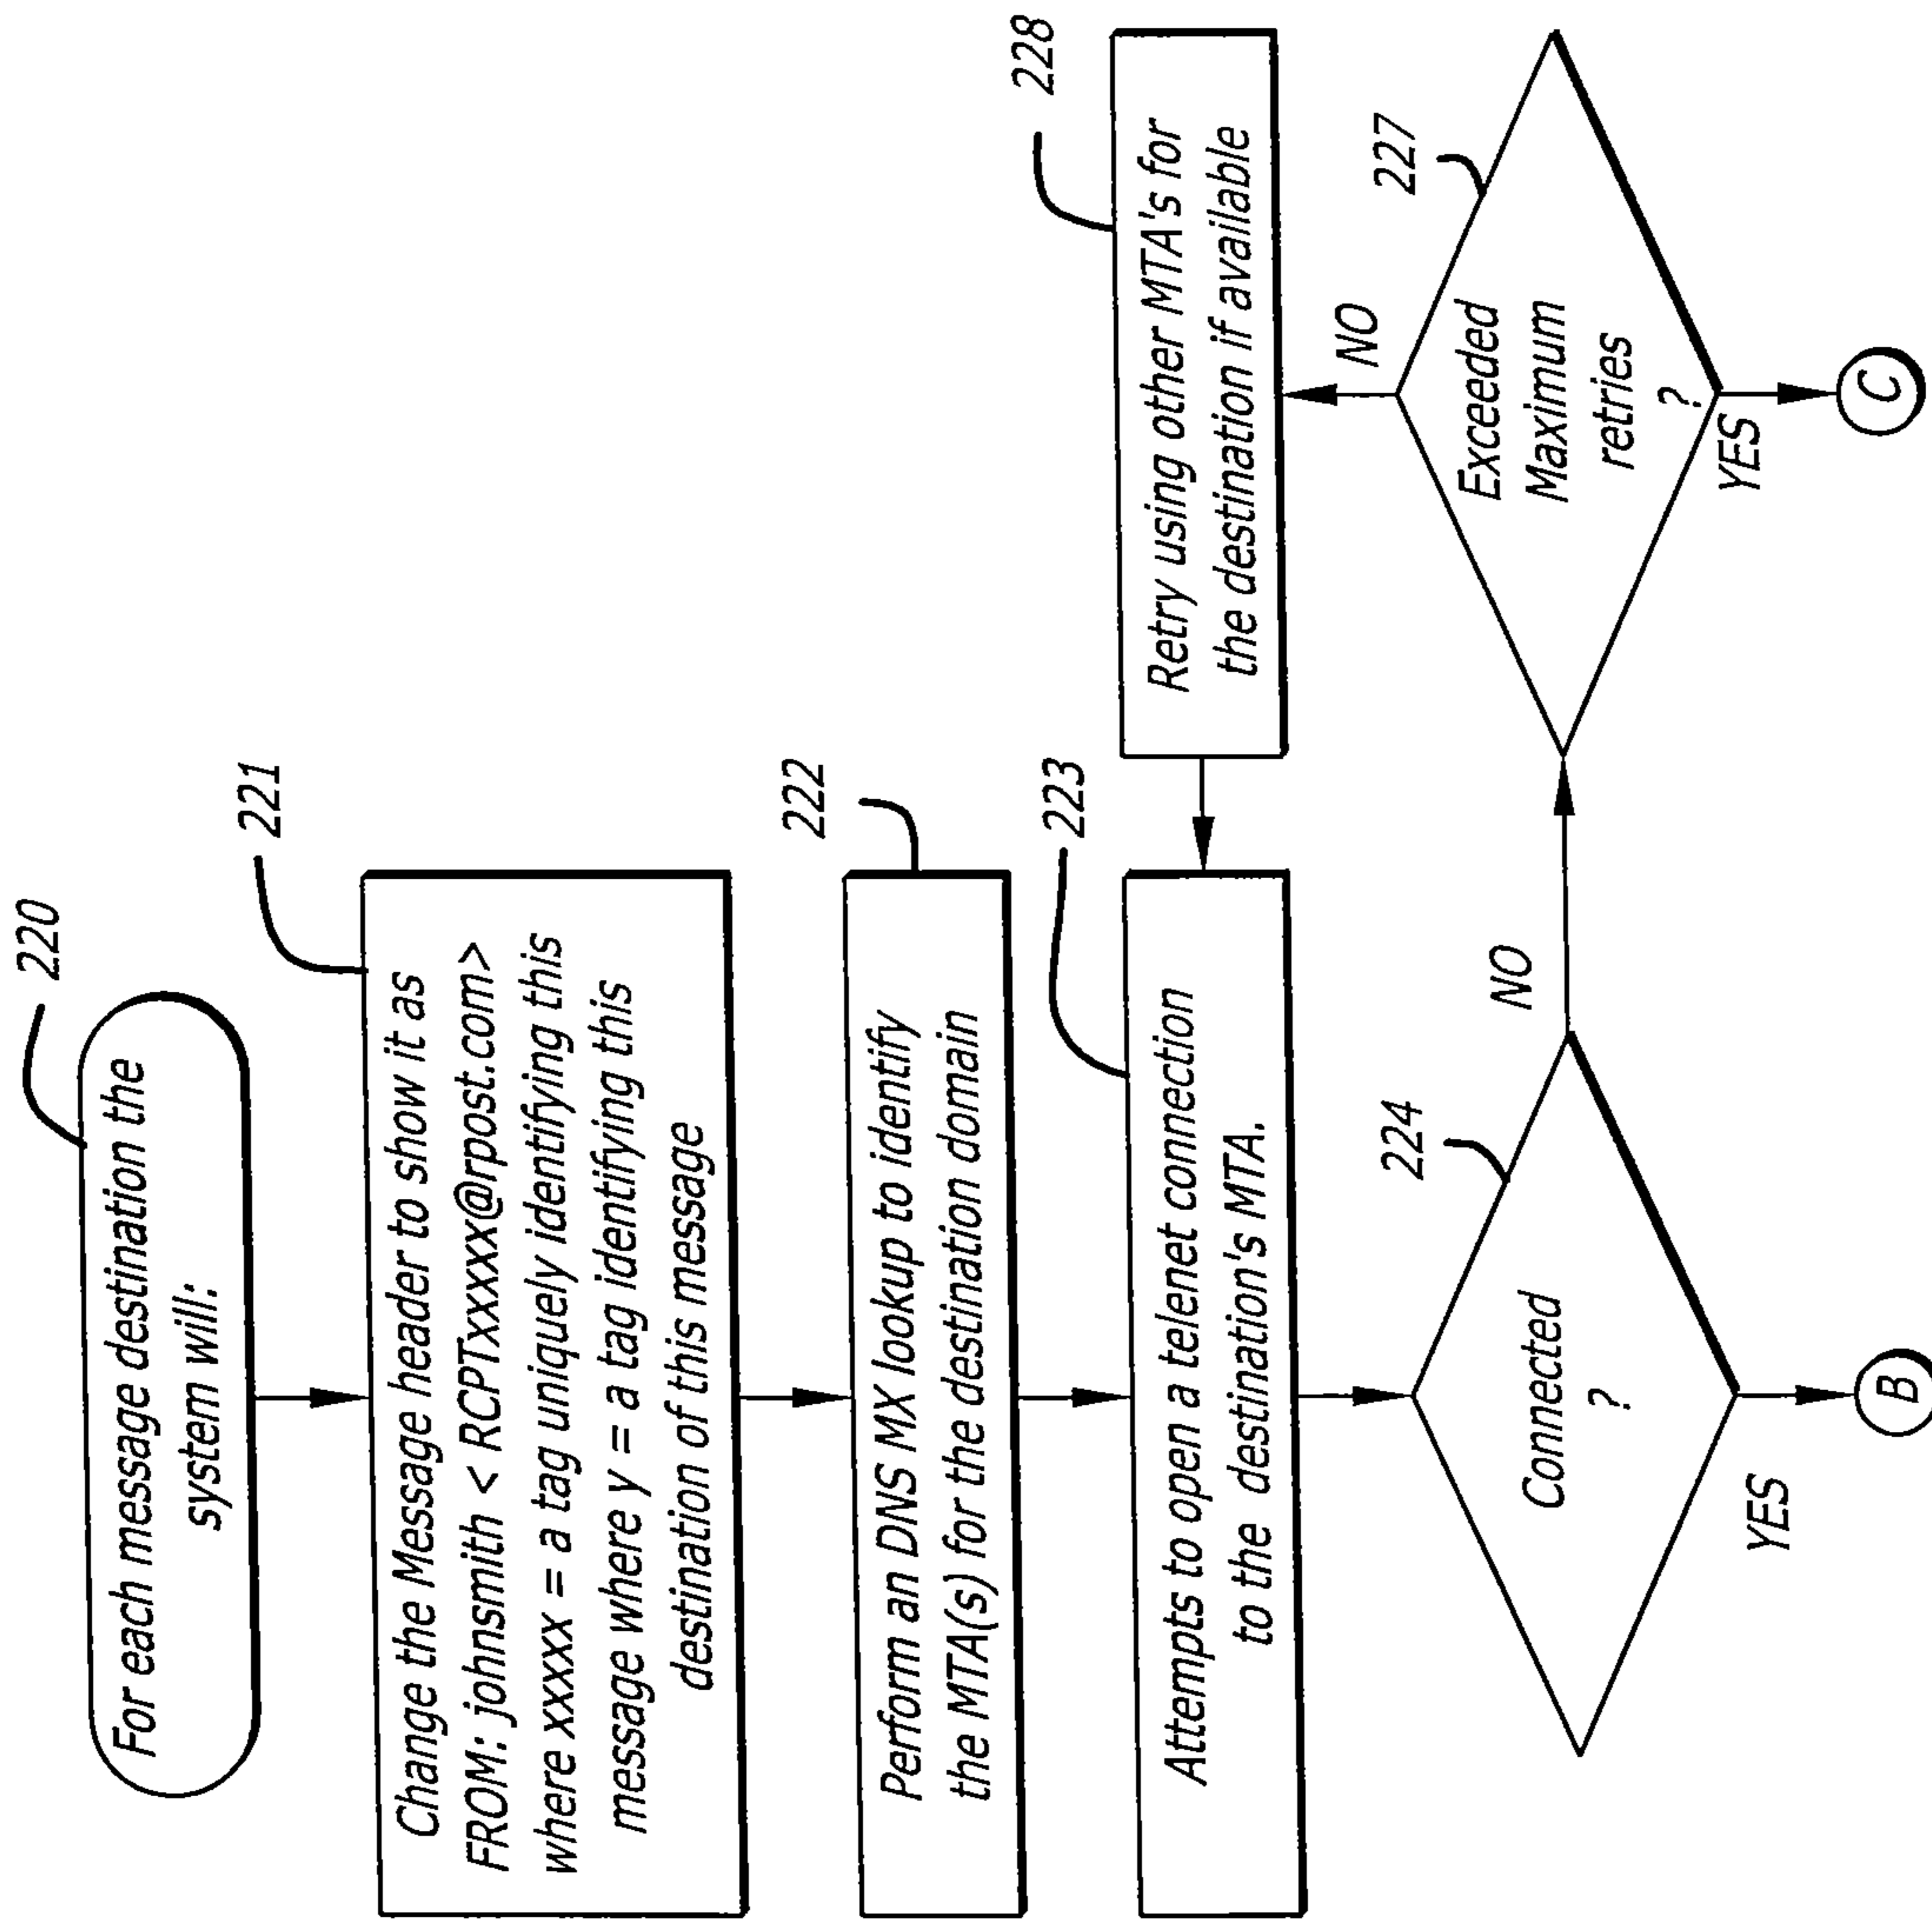 220
For each message destination the
system will:
221
Change the Message header to show it as
FROM: johnsmith < RCPTxxxxx@rpost.com>
where xxxxx = a tag uniquely identifying this
message where y = a tag identifying this
destination of this message
222
Perform an DNS MX lookup to identify
the MTA(s) for the destination domain
223
Attempts to open a telenet connection
to the destination's MTA.
228
Retry using other MTA's for
the destination if available
224
Connected
?
NO
YES
B
227
NO
Exceeded
Maximum
retries
?
YES
C